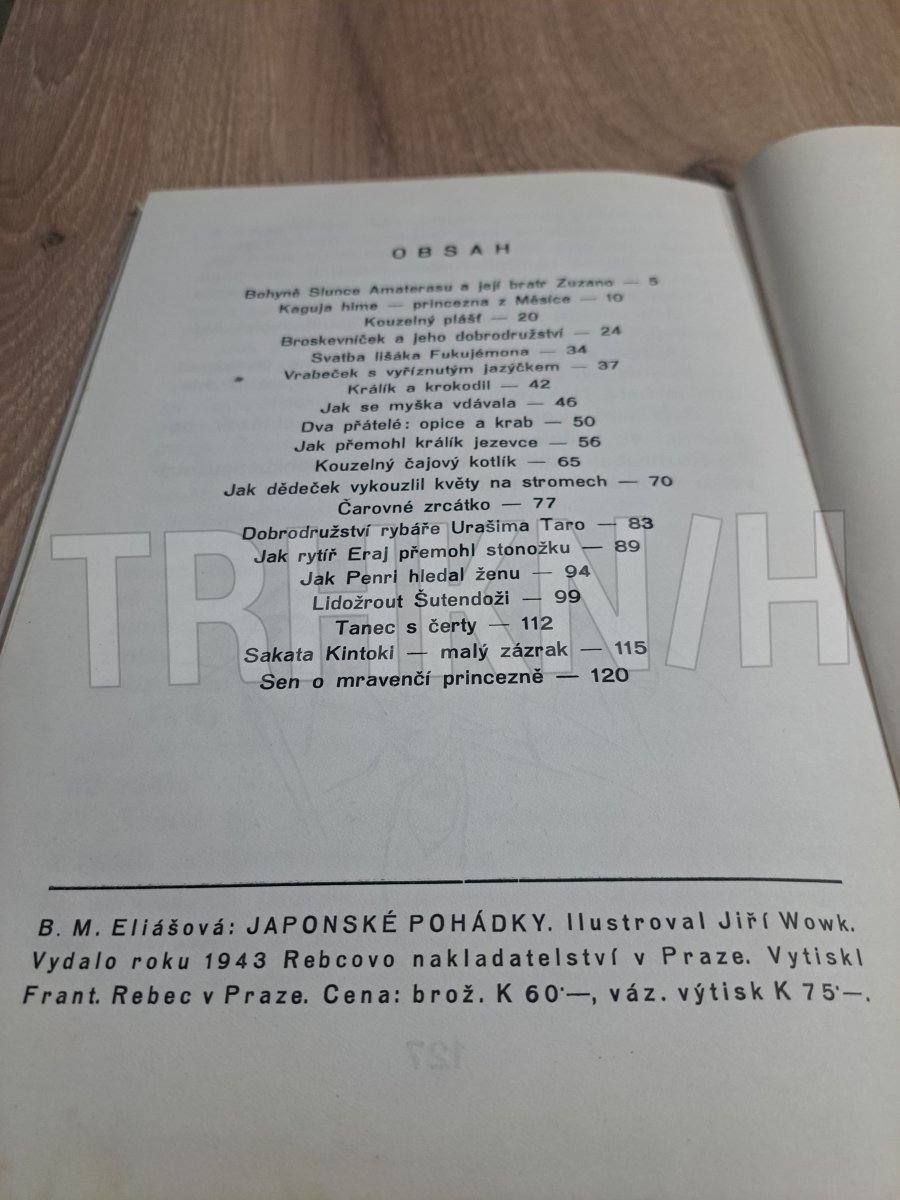 OBSAH
Bohyně Slunce Amaterasu a její bratr Zuzano — 5
Kaguja hime — princezna z Měsíce — 10
Kouzelný plášť — 20
Broskevníček a jeho dobrodružství — 24
Svatba lišáka Fukujémona — 34
Vrabeček s vyříznutým jazýčkem — 37
Králík a krokodil — 42
Jak se myška vdávala — 46
Dva přátelé: opice a krab — 50
Jak přemohl králík jezevce — 56
Kouzelný čajový kotlík — 65
Jak dědeček vykouzlil květy na stromech — 70
Čarovné zrcátko — 77
Dobrodružství rybáře Urašima Taro — 83
Jak rytíř Eraj přemohl stonožku — 89
Jak Penri hledal ženu — 94
Lidožrout Šutendoži — 99
Tanec s čerty — 112
Sakata Kintoki — malý zázrak — 115
Sen o mravenčí princezně — 120
TRHKNIH
B. M. Eliášová: JAPONSKÉ POHÁDKY. Ilustroval Jiří Wowk.
Vydalo roku 1943 Rebcovo nakladatelství v Praze. Vytiskl
Frant. Rebec v Praze. Cena: brož. K 60·—, váz. výtisk K 75·—.
127